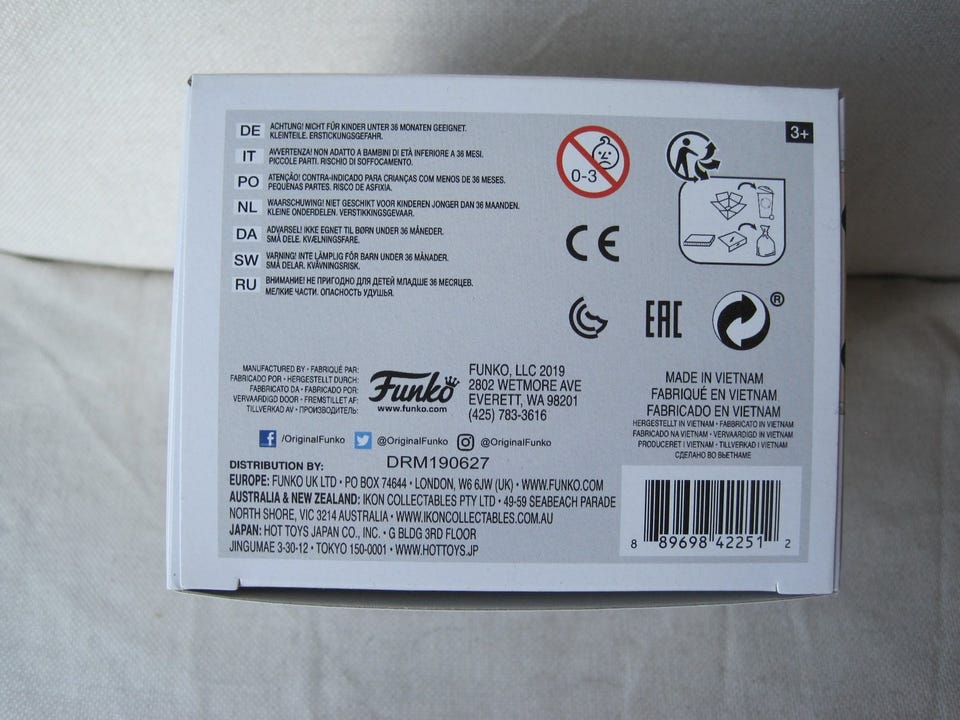 DE ACHTUNG! NICHT FÜR KINDER UNTER 36 MONATEN GEEIGNET.
KLEINTEILE. ERSTICKUNGSGEFAHR.
IT AVVERTENZA! NON ADATTO A BAMBINI DI ETÀ INFERIORE A 36 MESI.
PICCOLE PARTI. RISCHIO DI SOFFOCAMENTO.
PO ATENÇÃO! CONTRA-INDICADO PARA CRIANÇAS COM MENOS DE 36 MESES.
PEQUENAS PARTES. RISCO DE ASFIXIA.
NL WAARSCHUWING! NIET GESCHIKT VOOR KINDEREN JONGER DAN 36 MAANDEN.
KLEINE ONDERDELEN. VERSTIKKINGSGEVAAR.
DA ADVARSEL! IKKE EGNET TIL BØRN UNDER 36 MÅNEDER.
SMÅ DELE. KVÆLNINGSFARE.
SW VARNING! INTE LÄMPLIG FÖR BARN UNDER 36 MÅNADER.
SMÅ DELAR. KVÄVNINGSRISK.
RU ВНИМАНИЕ! НЕ ПРИГОДНО ДЛЯ ДЕТЕЙ МЛАДШЕ 36 МЕСЯЦЕВ.
МЕЛКИЕ ЧАСТИ. ОПАСНОСТЬ УДУШЬЯ.
0-3
3+
CE
EAC
®
MANUFACTURED BY • FABRIQUÉ PAR:
FABRICADO POR • HERGESTELLT DURCH:
FABBRICATO DA • FABRICADO POR:
VERVAARDIGD DOOR • FREMSTILLET AF:
TILLVERKAD AV • ПРОИЗВОДИТЕЛЬ:
Funko
www.funko.com
FUNKO, LLC 2019
2802 WETMORE AVE
EVERETT, WA 98201
(425) 783-3616
MADE IN VIETNAM
FABRIQUÉ EN VIETNAM
FABRICADO EN VIETNAM
HERGESTELLT IN VIETNAM • FABBRICATO IN VIETNAM
FABRICADO NA VIETNAM • VERVAARDIGD IN VIETNAM
PRODUCERET I VIETNAM • TILLVERKAD I VIETNAM
СДЕЛАНО ВО ВЬЕТНАМЕ
f /OriginalFunko @OriginalFunko @OriginalFunko
DRM190627
DISTRIBUTION BY:
EUROPE: FUNKO UK LTD • PO BOX 74644 • LONDON, W6 6JW (UK) • WWW.FUNKO.COM
AUSTRALIA & NEW ZEALAND: IKON COLLECTABLES PTY LTD • 49-59 SEABEACH PARADE
NORTH SHORE, VIC 3214 AUSTRALIA • WWW.IKONCOLLECTABLES.COM.AU
JAPAN: HOT TOYS JAPAN CO., INC. • G BLDG 3RD FLOOR
JINGUMAE 3-30-12 • TOKYO 150-0001 • WWW.HOTTOYS.JP
8 89698 42251 2